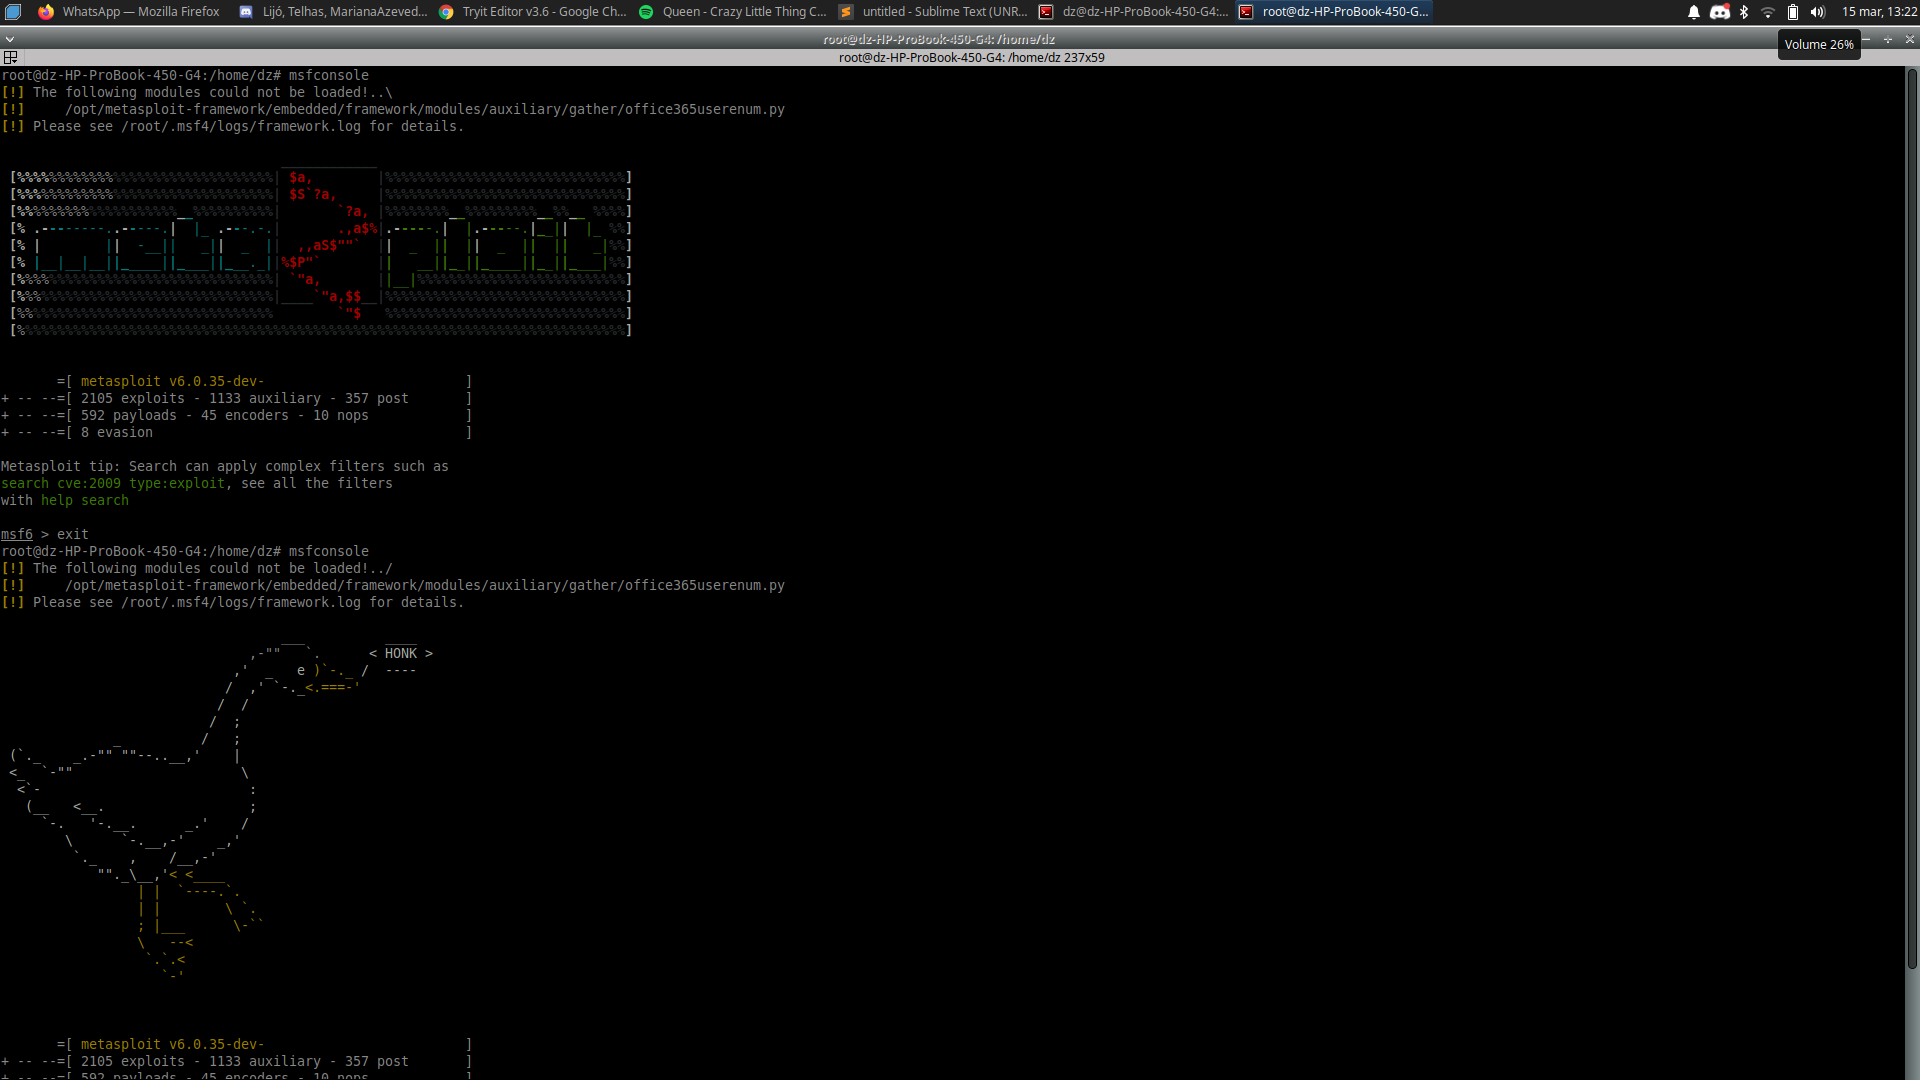 WhatsApp — Mozilla Firefox
Lijó, Telhas, MarianaAzeved...
Tryit Editor v3.6 - Google Ch...
Queen - Crazy Little Thing C...
untitled - Sublime Text (UNR...
dz@dz-HP-ProBook-450-G4:...
root@dz-HP-ProBook-450-G...
15 mar, 13:22
root@dz-HP-ProBook-450-G4: /home/dz
Volume 26%
root@dz-HP-ProBook-450-G4: /home/dz 237x59
root@dz-HP-ProBook-450-G4:/home/dz# msfconsole
[!] The following modules could not be loaded!..\
[!]     /opt/metasploit-framework/embedded/framework/modules/auxiliary/gather/office365userenum.py
[!] Please see /root/.msf4/logs/framework.log for details.
metasploit
       =[ metasploit v6.0.35-dev-                         ]
+ -- --=[ 2105 exploits - 1133 auxiliary - 357 post       ]
+ -- --=[ 592 payloads - 45 encoders - 10 nops            ]
+ -- --=[ 8 evasion                                       ]
Metasploit tip: Search can apply complex filters such as
search cve:2009 type:exploit, see all the filters
with help search
msf6 > exit
root@dz-HP-ProBook-450-G4:/home/dz# msfconsole
[!] The following modules could not be loaded!../
[!]     /opt/metasploit-framework/embedded/framework/modules/auxiliary/gather/office365userenum.py
[!] Please see /root/.msf4/logs/framework.log for details.
< HONK >
       =[ metasploit v6.0.35-dev-                         ]
+ -- --=[ 2105 exploits - 1133 auxiliary - 357 post       ]
+ -- --=[ 592 payloads - 45 encoders - 10 nops            ]